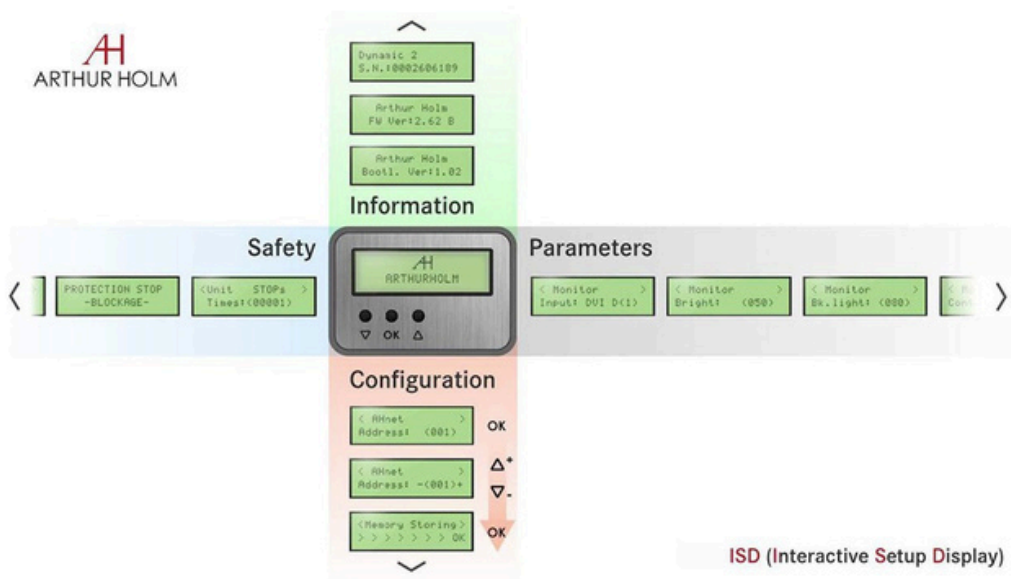 AH
ARTHUR HOLM
Dynamic 2
S.N.:0002606189
Arthur Holm
FW Ver:2.62 B
Arthur Holm
Bootl. Ver:1.02
Information
Safety
PROTECTION STOP
-BLOCKAGE-
<Unit STOPs >
Times:(00001)
AH
ARTHURHOLM
▽ OK △
Parameters
< Monitor >
Input: DVI D(1)
< Monitor >
Bright: (050)
< Monitor >
Bk.light: (080)
Configuration
< AHnet >
Address: (001)
OK
< AHnet >
Address: -(001)+
△+
▽-
<Memory Storing>
> > > > > > > OK
OK
ISD (Interactive Setup Display)